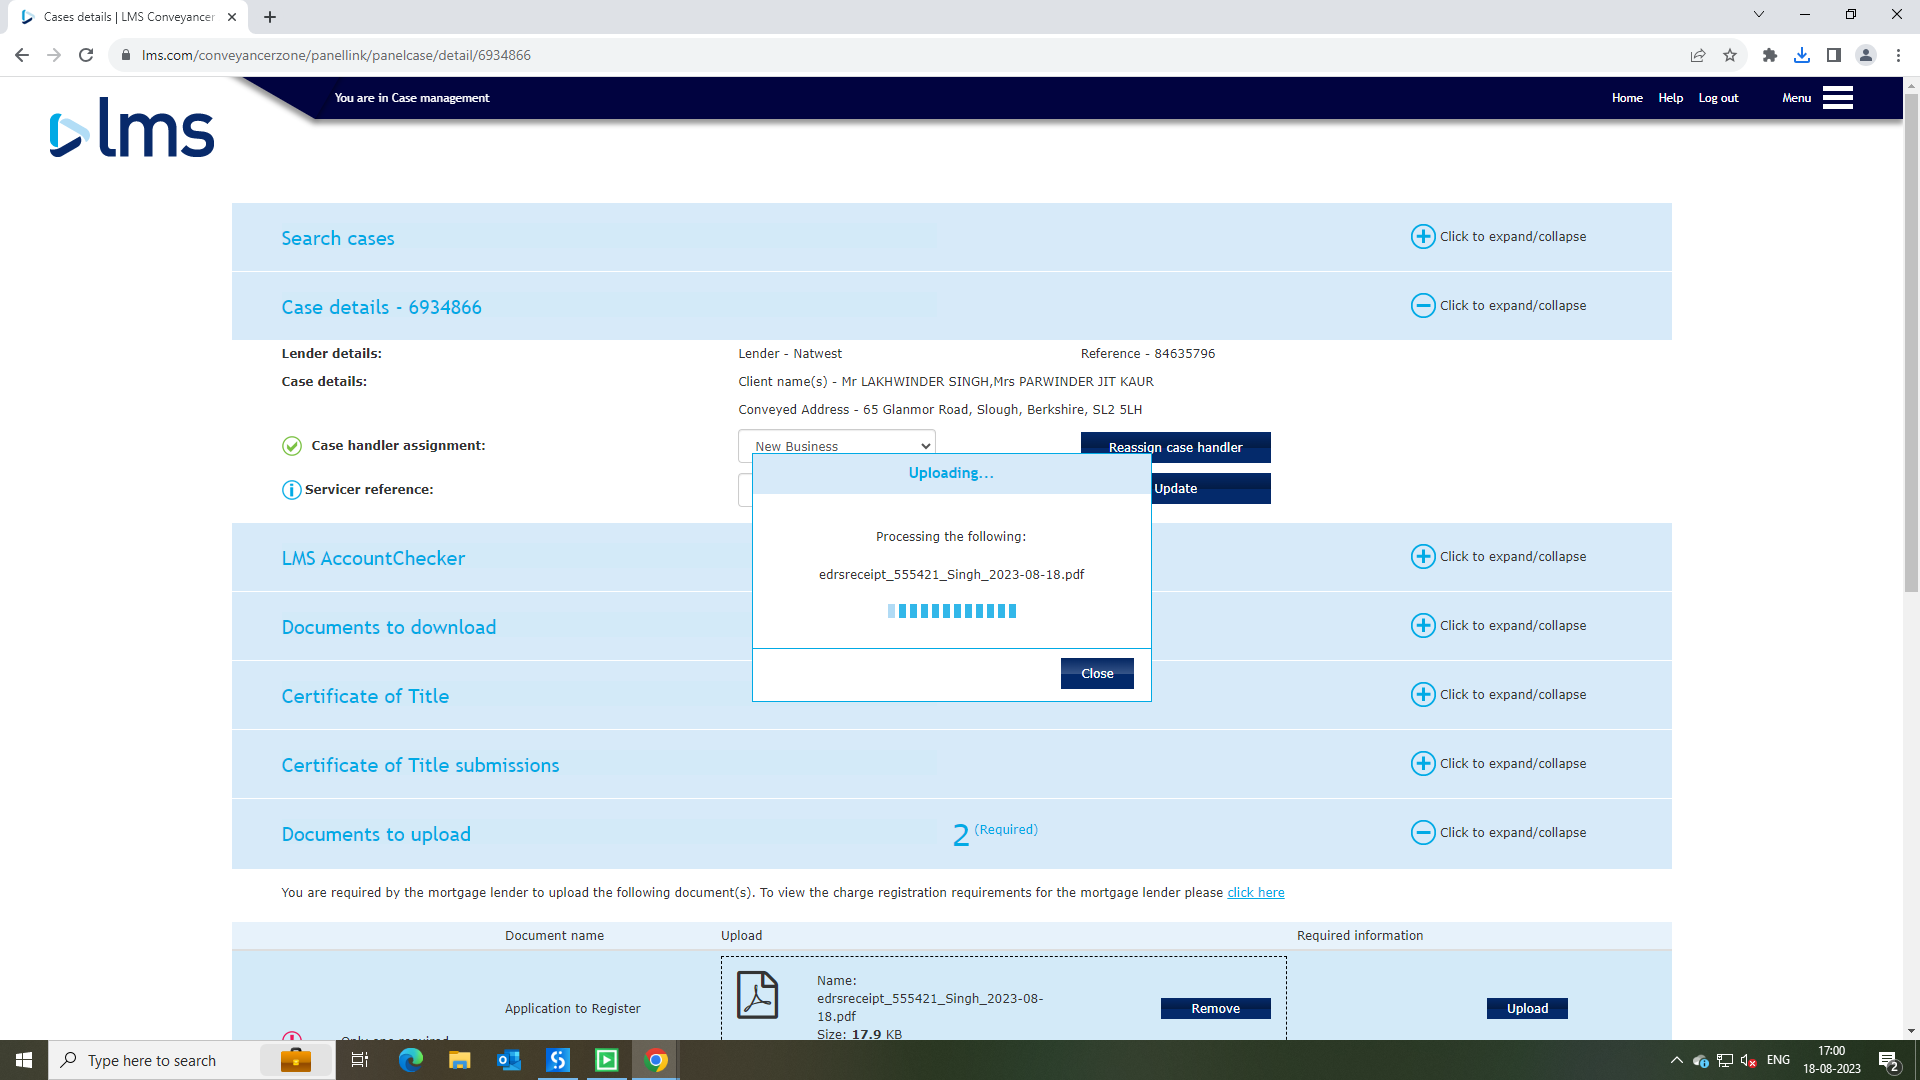 Cases details | LMS Conveyancer
lms.com/conveyancerzone/panellink/panelcase/detail/6934866
You are in Case management
Home Help Log out Menu
lms
Search cases
Click to expand/collapse
Case details - 6934866
Click to expand/collapse
Lender details: Lender - Natwest Reference - 84635796
Case details: Client name(s) - Mr LAKHWINDER SINGH,Mrs PARWINDER JIT KAUR
Conveyed Address - 65 Glanmor Road, Slough, Berkshire, SL2 5LH
Case handler assignment: New Business Reassign case handler
Uploading...
Servicer reference: Update
Processing the following:
LMS AccountChecker
Click to expand/collapse
edrsreceipt_555421_Singh_2023-08-18.pdf
Documents to download
Click to expand/collapse
Close
Certificate of Title
Click to expand/collapse
Certificate of Title submissions
Click to expand/collapse
Documents to upload 2 (Required)
Click to expand/collapse
You are required by the mortgage lender to upload the following document(s). To view the charge registration requirements for the mortgage lender please click here
Document name Upload Required information
Application to Register
Name:
edrsreceipt_555421_Singh_2023-08-
18.pdf
Size: 17.9 KB
Remove Upload
Only one required
Type here to search
ENG
17:00
18-08-2023
2